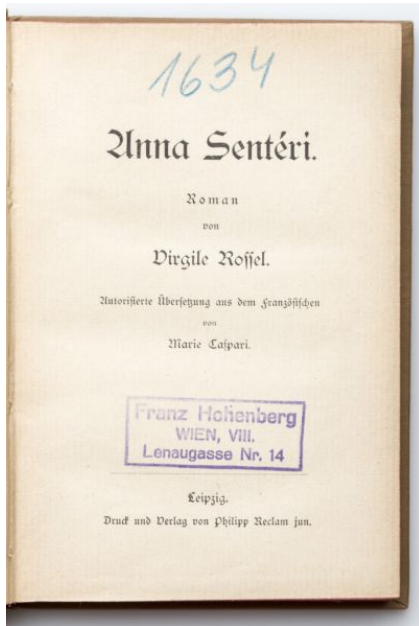 1634
Anna Sentéri.
Roman
von
Virgile Rossel.
Autorisierte Übersetzung aus dem Französischen
von
Marie Caspari.
Franz Hohenberg
WIEN, VIII.
Lenaugasse Nr. 14
Leipzig.
Druck und Verlag von Philipp Reclam jun.